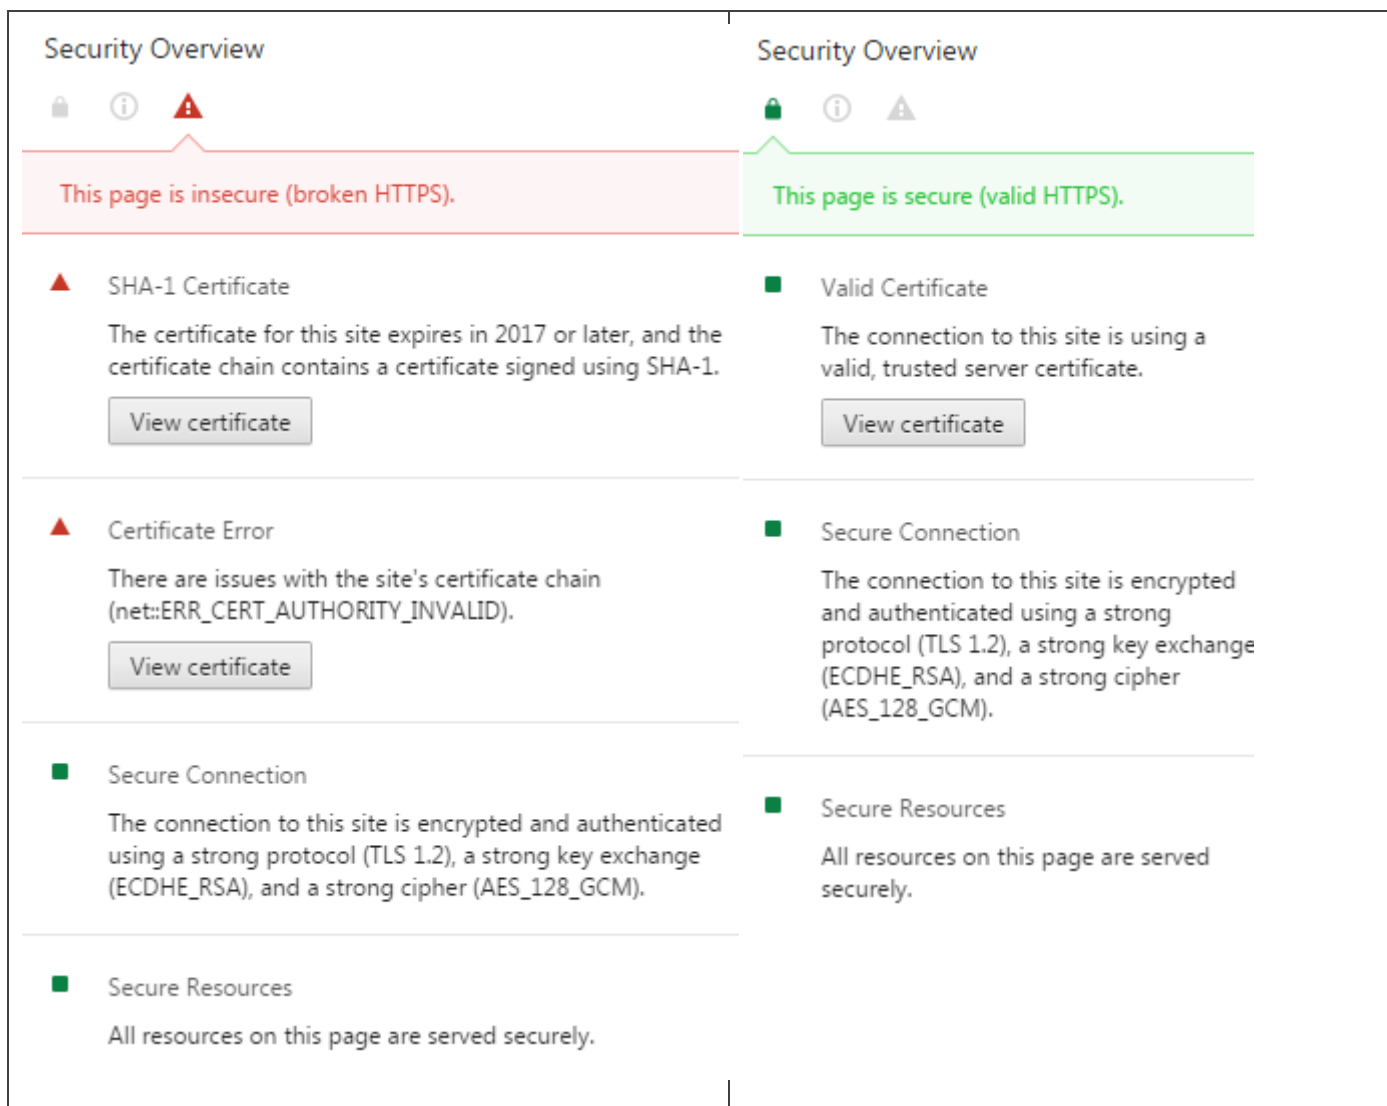 Security Overview
This page is insecure (broken HTTPS).
SHA-1 Certificate
The certificate for this site expires in 2017 or later, and the
certificate chain contains a certificate signed using SHA-1.
View certificate
Certificate Error
There are issues with the site's certificate chain
(net::ERR_CERT_AUTHORITY_INVALID).
View certificate
Secure Connection
The connection to this site is encrypted and authenticated
using a strong protocol (TLS 1.2), a strong key exchange
(ECDHE_RSA), and a strong cipher (AES_128_GCM).
Secure Resources
All resources on this page are served securely.
Security Overview
This page is secure (valid HTTPS).
Valid Certificate
The connection to this site is using a
valid, trusted server certificate.
View certificate
Secure Connection
The connection to this site is encrypted
and authenticated using a strong
protocol (TLS 1.2), a strong key exchange
(ECDHE_RSA), and a strong cipher
(AES_128_GCM).
Secure Resources
All resources on this page are served
securely.